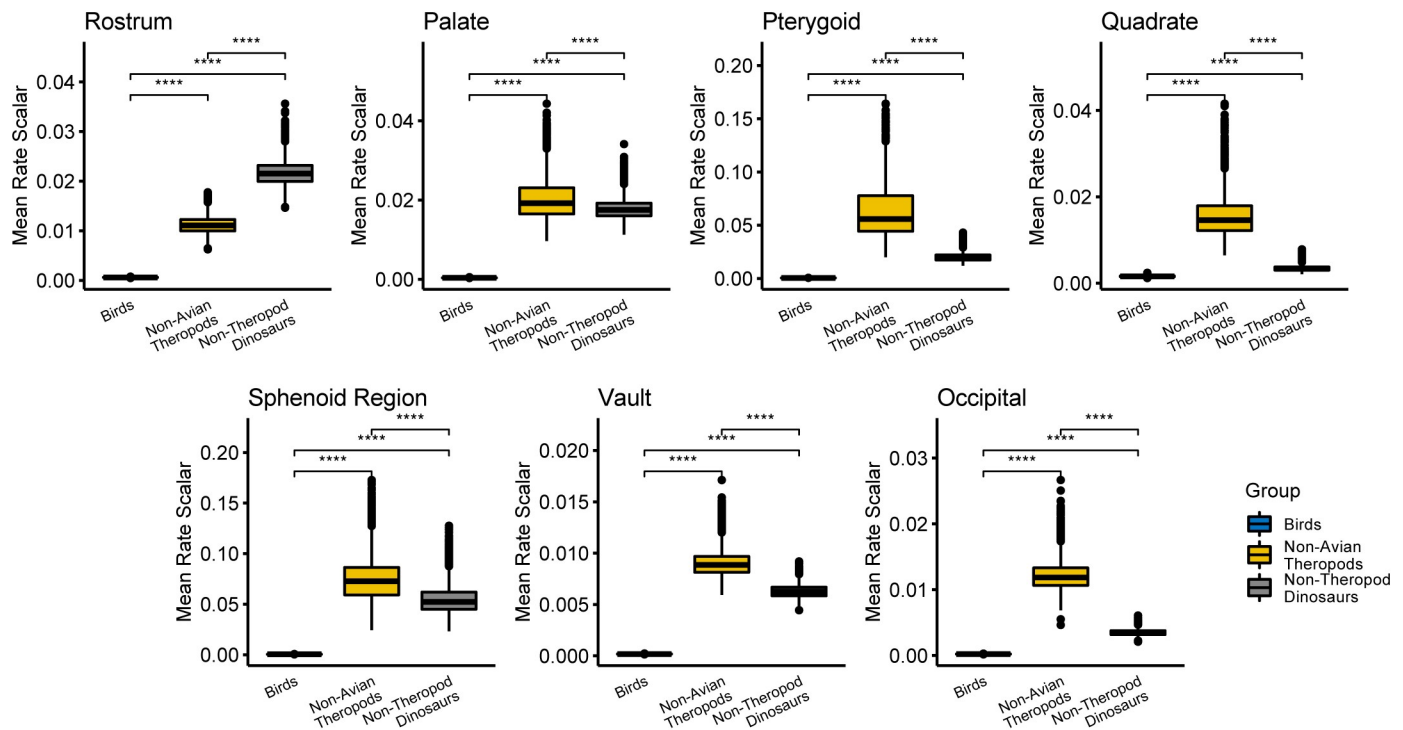 Rostrum
****
****
****
Mean Rate Scalar
0.04
0.03
0.02
0.01
0.00
Birds
Non-Avian
Theropods
Non-Theropod
Dinosaurs
Palate
****
****
****
Mean Rate Scalar
0.04
0.02
0.00
Birds
Non-Avian
Theropods
Non-Theropod
Dinosaurs
Pterygoid
****
****
****
Mean Rate Scalar
0.20
0.15
0.10
0.05
0.00
Birds
Non-Avian
Theropods
Non-Theropod
Dinosaurs
Quadrate
****
****
****
Mean Rate Scalar
0.04
0.02
0.00
Birds
Non-Avian
Theropods
Non-Theropod
Dinosaurs
Sphenoid Region
****
****
****
Mean Rate Scalar
0.20
0.15
0.10
0.05
0.00
Birds
Non-Avian
Theropods
Non-Theropod
Dinosaurs
Vault
****
****
****
Mean Rate Scalar
0.020
0.015
0.010
0.005
0.000
Birds
Non-Avian
Theropods
Non-Theropod
Dinosaurs
Occipital
****
****
****
Mean Rate Scalar
0.03
0.02
0.01
0.00
Birds
Non-Avian
Theropods
Non-Theropod
Dinosaurs
Group
Birds
Non-Avian
Theropods
Non-Theropod
Dinosaurs